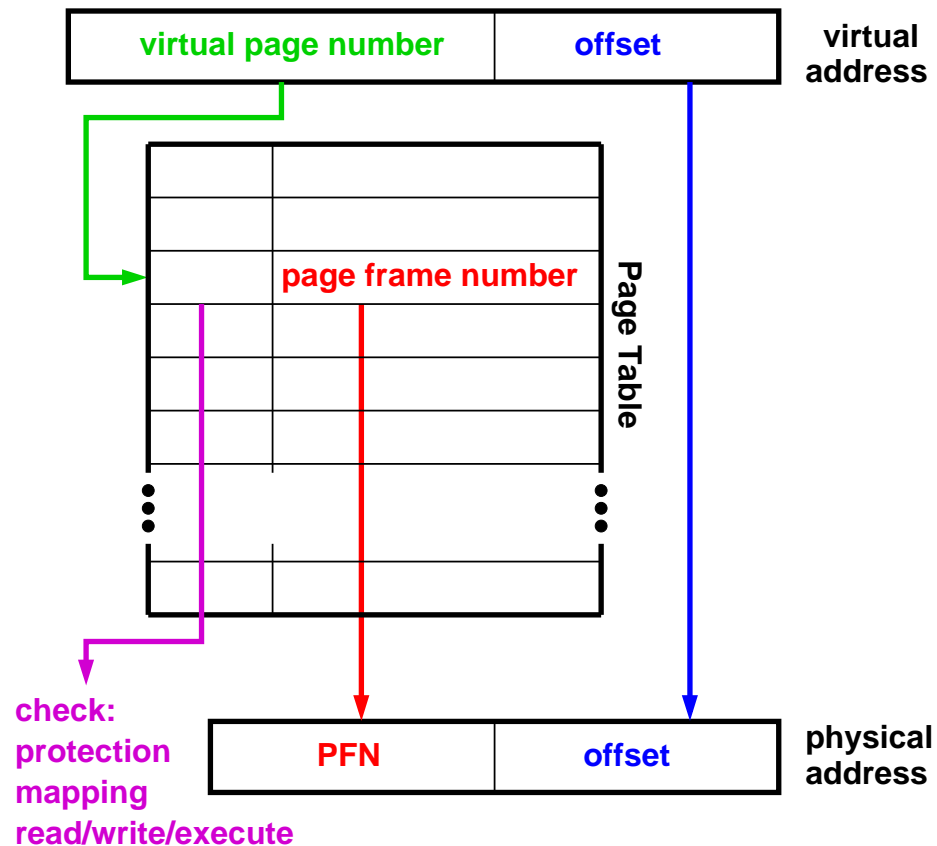 virtual page number offset virtual
address
page frame number
Page Table
check:
protection
mapping
read/write/execute
PFN offset physical
address